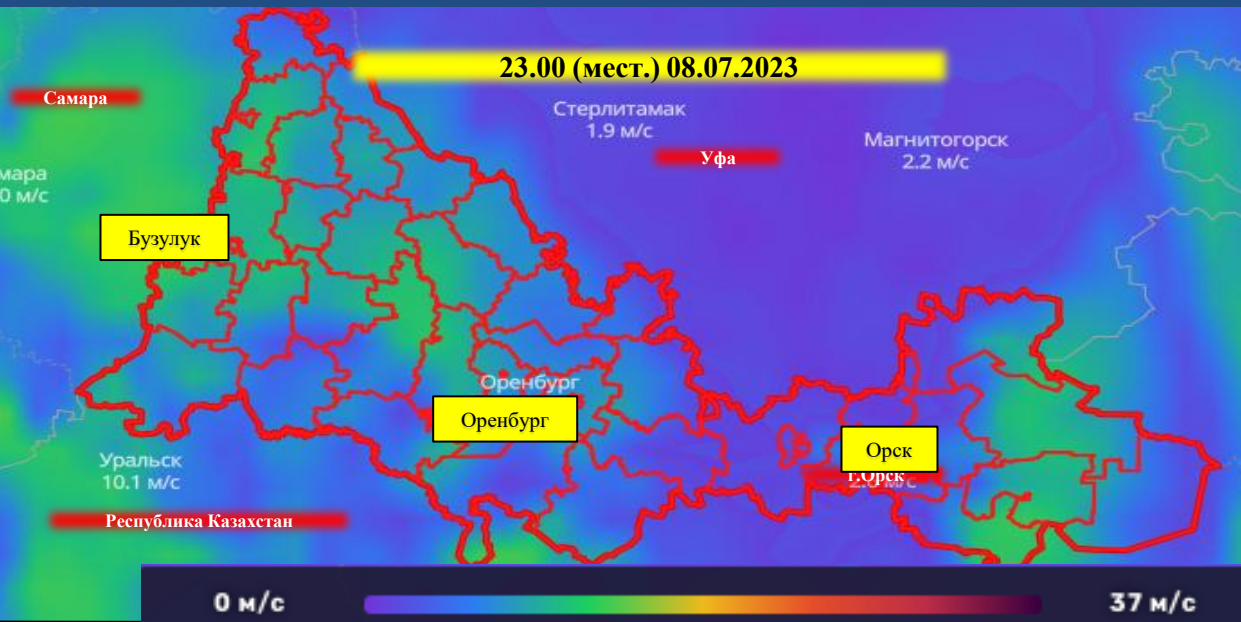 23.00 (мест.) 08.07.2023
Самара
Стерлитамак
1.9 м/с
Уфа
Магнитогорск
2.2 м/с
мара
0 м/с
Бузулук
Оренбург
Оренбург
Орск
г.Орск
м/с
Уральск
10.1 м/с
Республика Казахстан
0 м/с
37 м/с